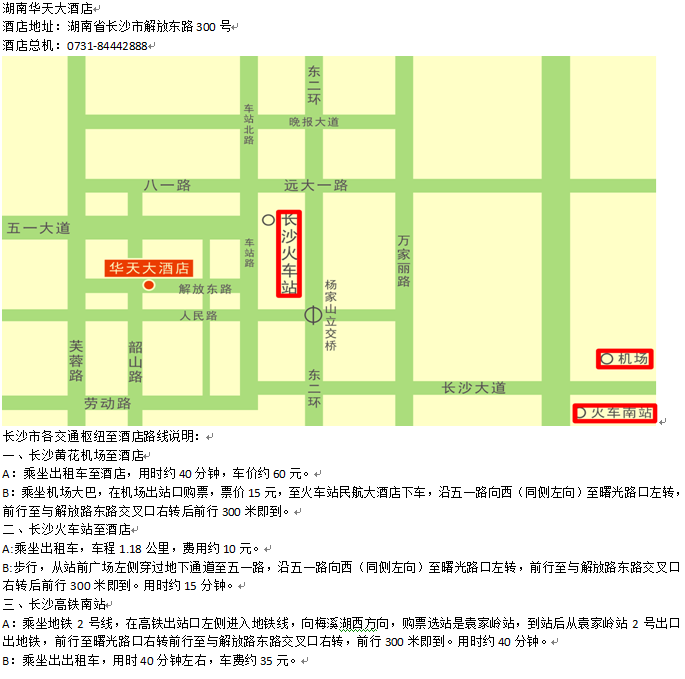 湖南华天大酒店
酒店地址：湖南省长沙市解放东路 300 号
酒店总机：0731-84442888
东二环
车站北路
晚报大道
八一路
远大一路
五一大道
长沙火车站
车站路
万家丽路
华天大酒店
解放东路
杨家山立交桥
人民路
芙蓉路
韶山路
机场
东二环
长沙大道
劳动路
火车南站
长沙市各交通枢纽至酒店路线说明：
一、长沙黄花机场至酒店
A：乘坐出租车至酒店，用时约 40 分钟，车价约 60 元。
B：乘坐机场大巴，在机场出站口购票，票价 15 元，至火车站民航大酒店下车，沿五一路向西（同侧左向）至曙光路口左转，
前行至与解放路东路交叉口右转后前行 300 米即到。
二、长沙火车站至酒店
A:乘坐出租车，车程 1.18 公里，费用约 10 元。
B:步行，从站前广场左侧穿过地下通道至五一路，沿五一路向西（同侧左向）至曙光路口左转，前行至与解放路东路交叉口
右转后前行 300 米即到。用时约 15 分钟。
三、长沙高铁南站
A：乘坐地铁 2 号线，在高铁出站口左侧进入地铁线，向梅溪湖西方向，购票选站是袁家岭站，到站后从袁家岭站 2 号出口
出地铁，前行至曙光路口右转前行至与解放路东路交叉口右转，前行 300 米即到。用时约 40 分钟。
B：乘坐出出租车，用时 40 分钟左右，车费约 35 元。